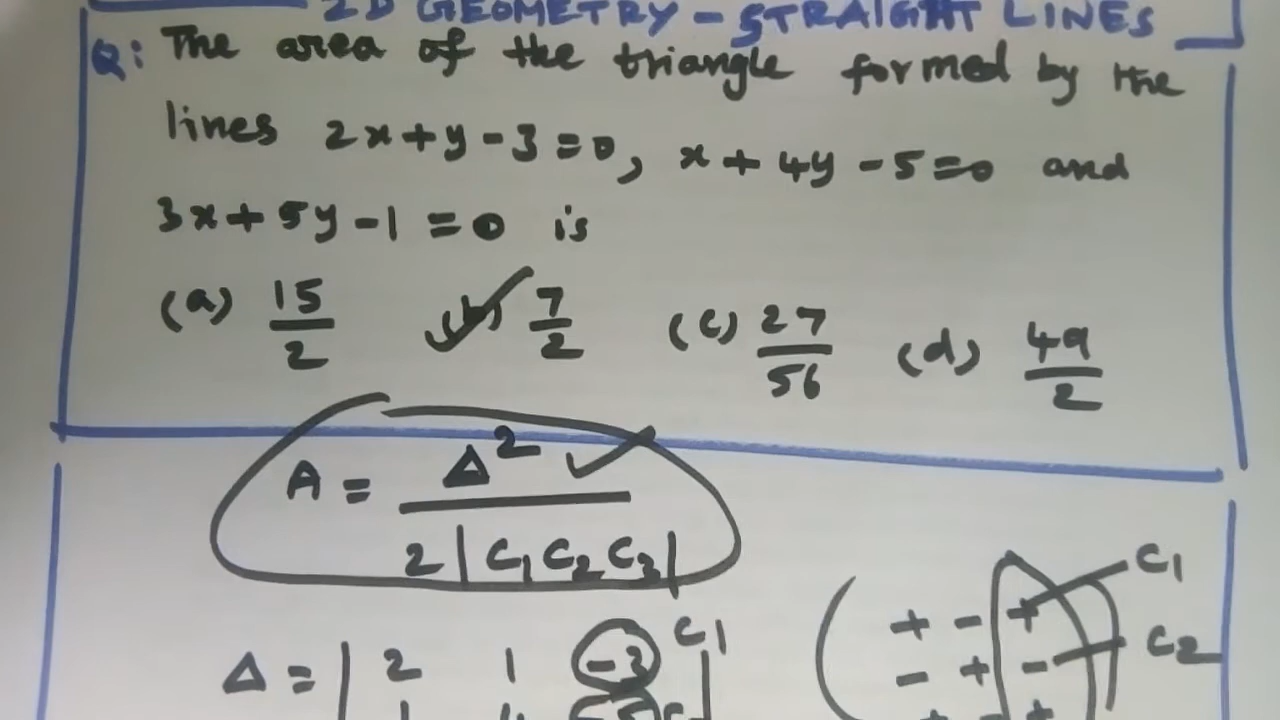 2D GEOMETRY - STRAIGHT LINES
Q: The area of the triangle formed by the
lines 2x+y-3=0, x+4y-5=0 and
3x+5y-1=0 is
(a) 15/2 (b) 7/2 (c) 27/56 (d) 49/2
A = Δ²/2|C₁C₂C₃|
+ - + C₁
Δ = | 2 1 -3 | C₁
- + - C₂